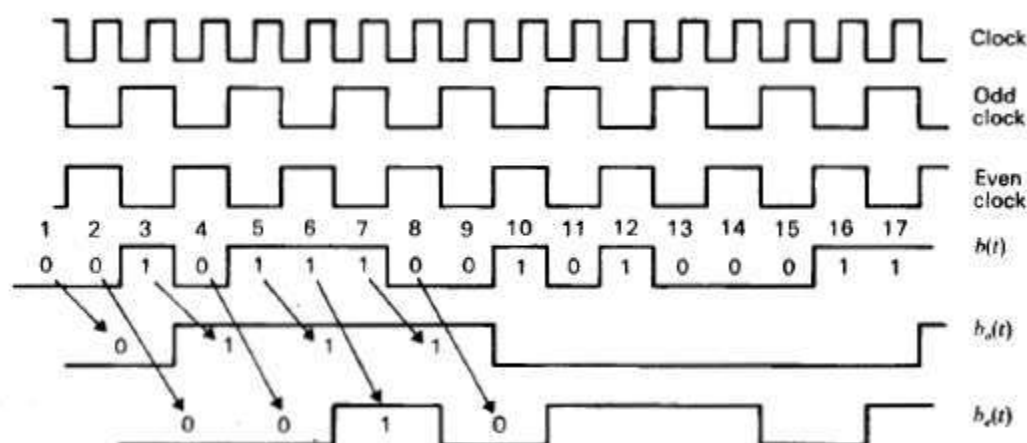 Clock
Odd
clock
Even
clock
1 2 3 4 5 6 7 8 9 10 11 12 13 14 15 16 17
0 0 1 0 1 1 1 0 0 1 0 1 0 0 0 1 1 b(t)
0 1 1 1 b_o(t)
0 0 1 0 b_e(t)